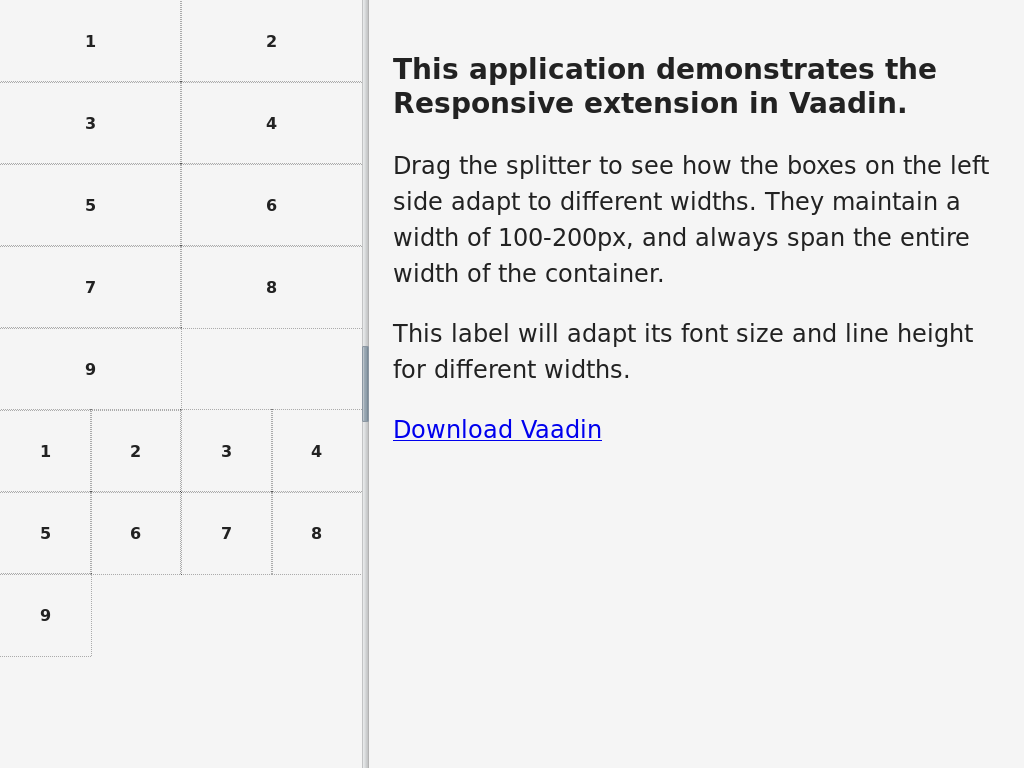 1 2
3 4
5 6
7 8
9
1 2 3 4
5 6 7 8
9
This application demonstrates the
Responsive extension in Vaadin.
Drag the splitter to see how the boxes on the left
side adapt to different widths. They maintain a
width of 100-200px, and always span the entire
width of the container.
This label will adapt its font size and line height
for different widths.
Download Vaadin